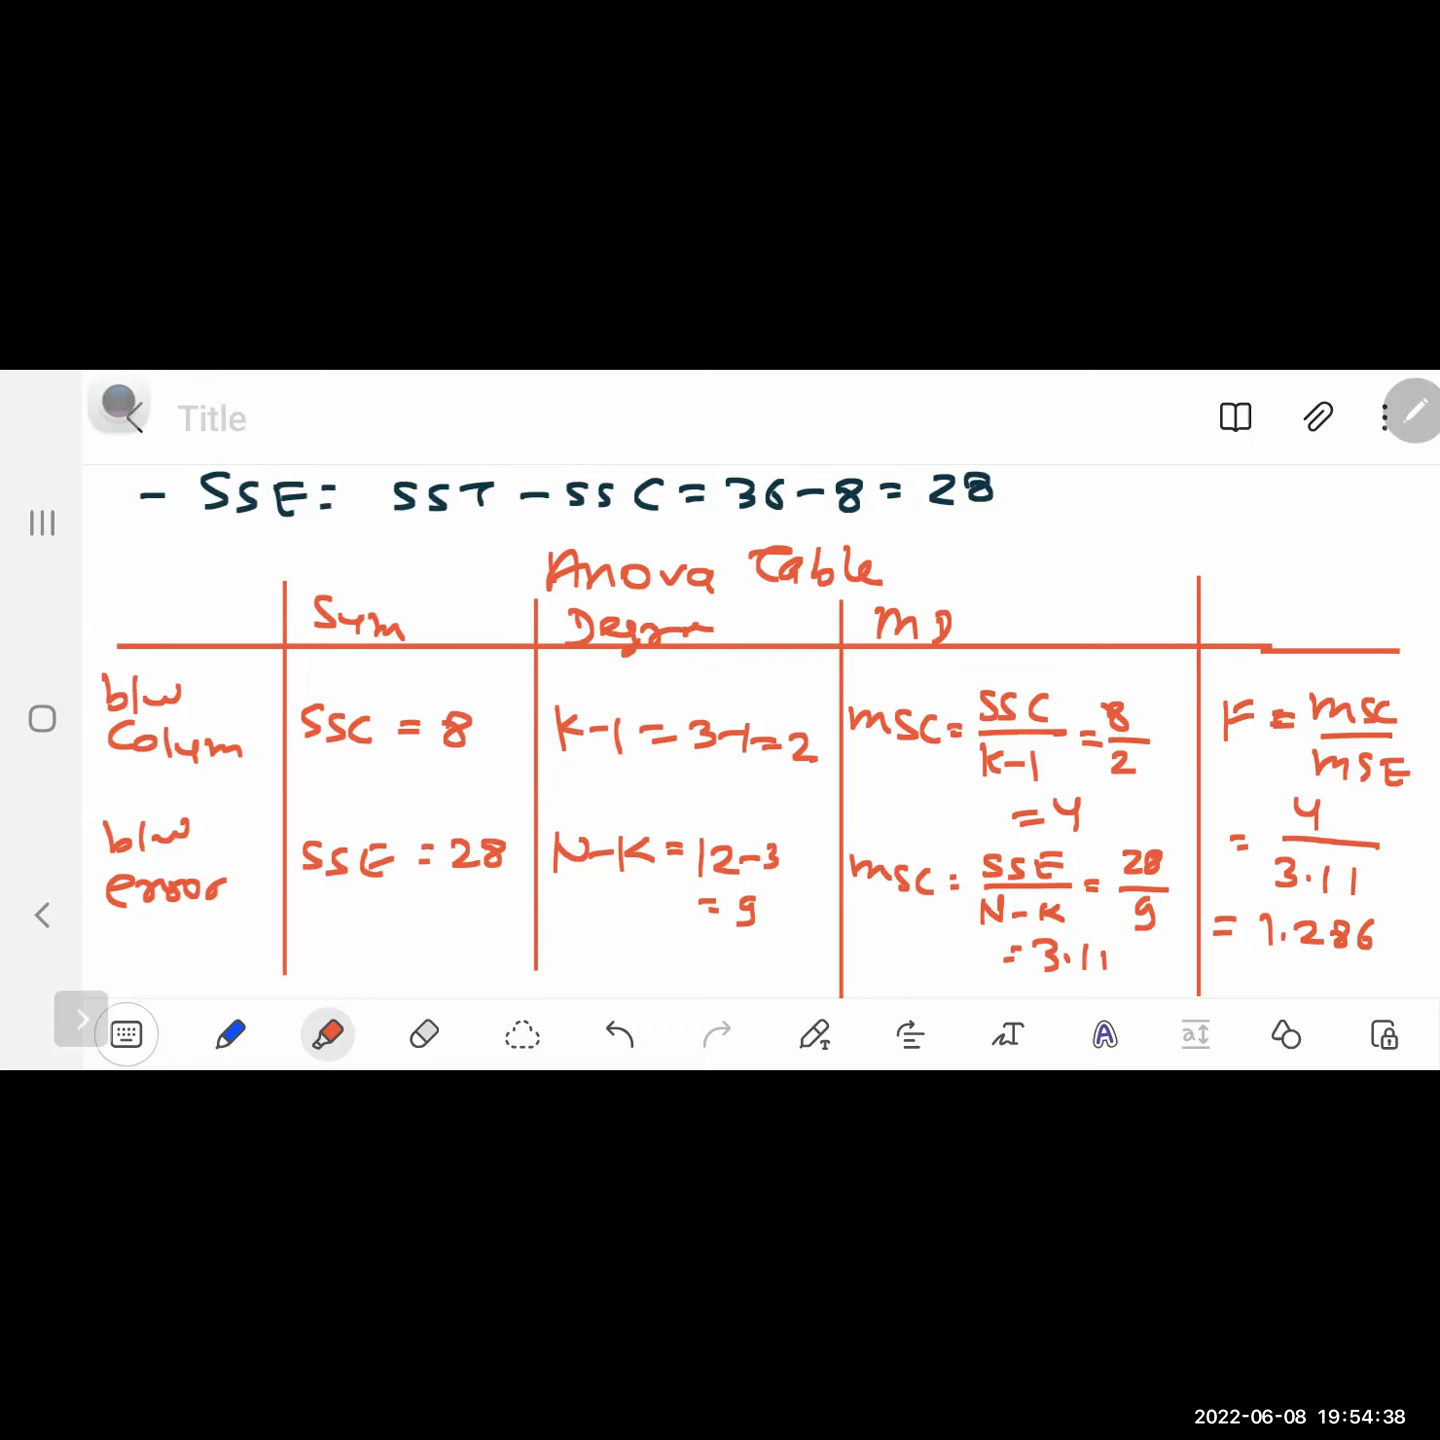 Title
- SSE = SST - SSC = 36 - 8 = 28
Anova Table
Sum Degree MD
b/w Colum SSC = 8 K-1 = 3-1 = 2 MSC = SSC/K-1 = 8/2 = 4 F = MSC/MSE
= 4/3.11
= 1.286
b/w error SSE = 28 N-K = 12-3 = 9 MSC = SSE/N-K = 28/9 = 3.11
2022-06-08 19:54:38